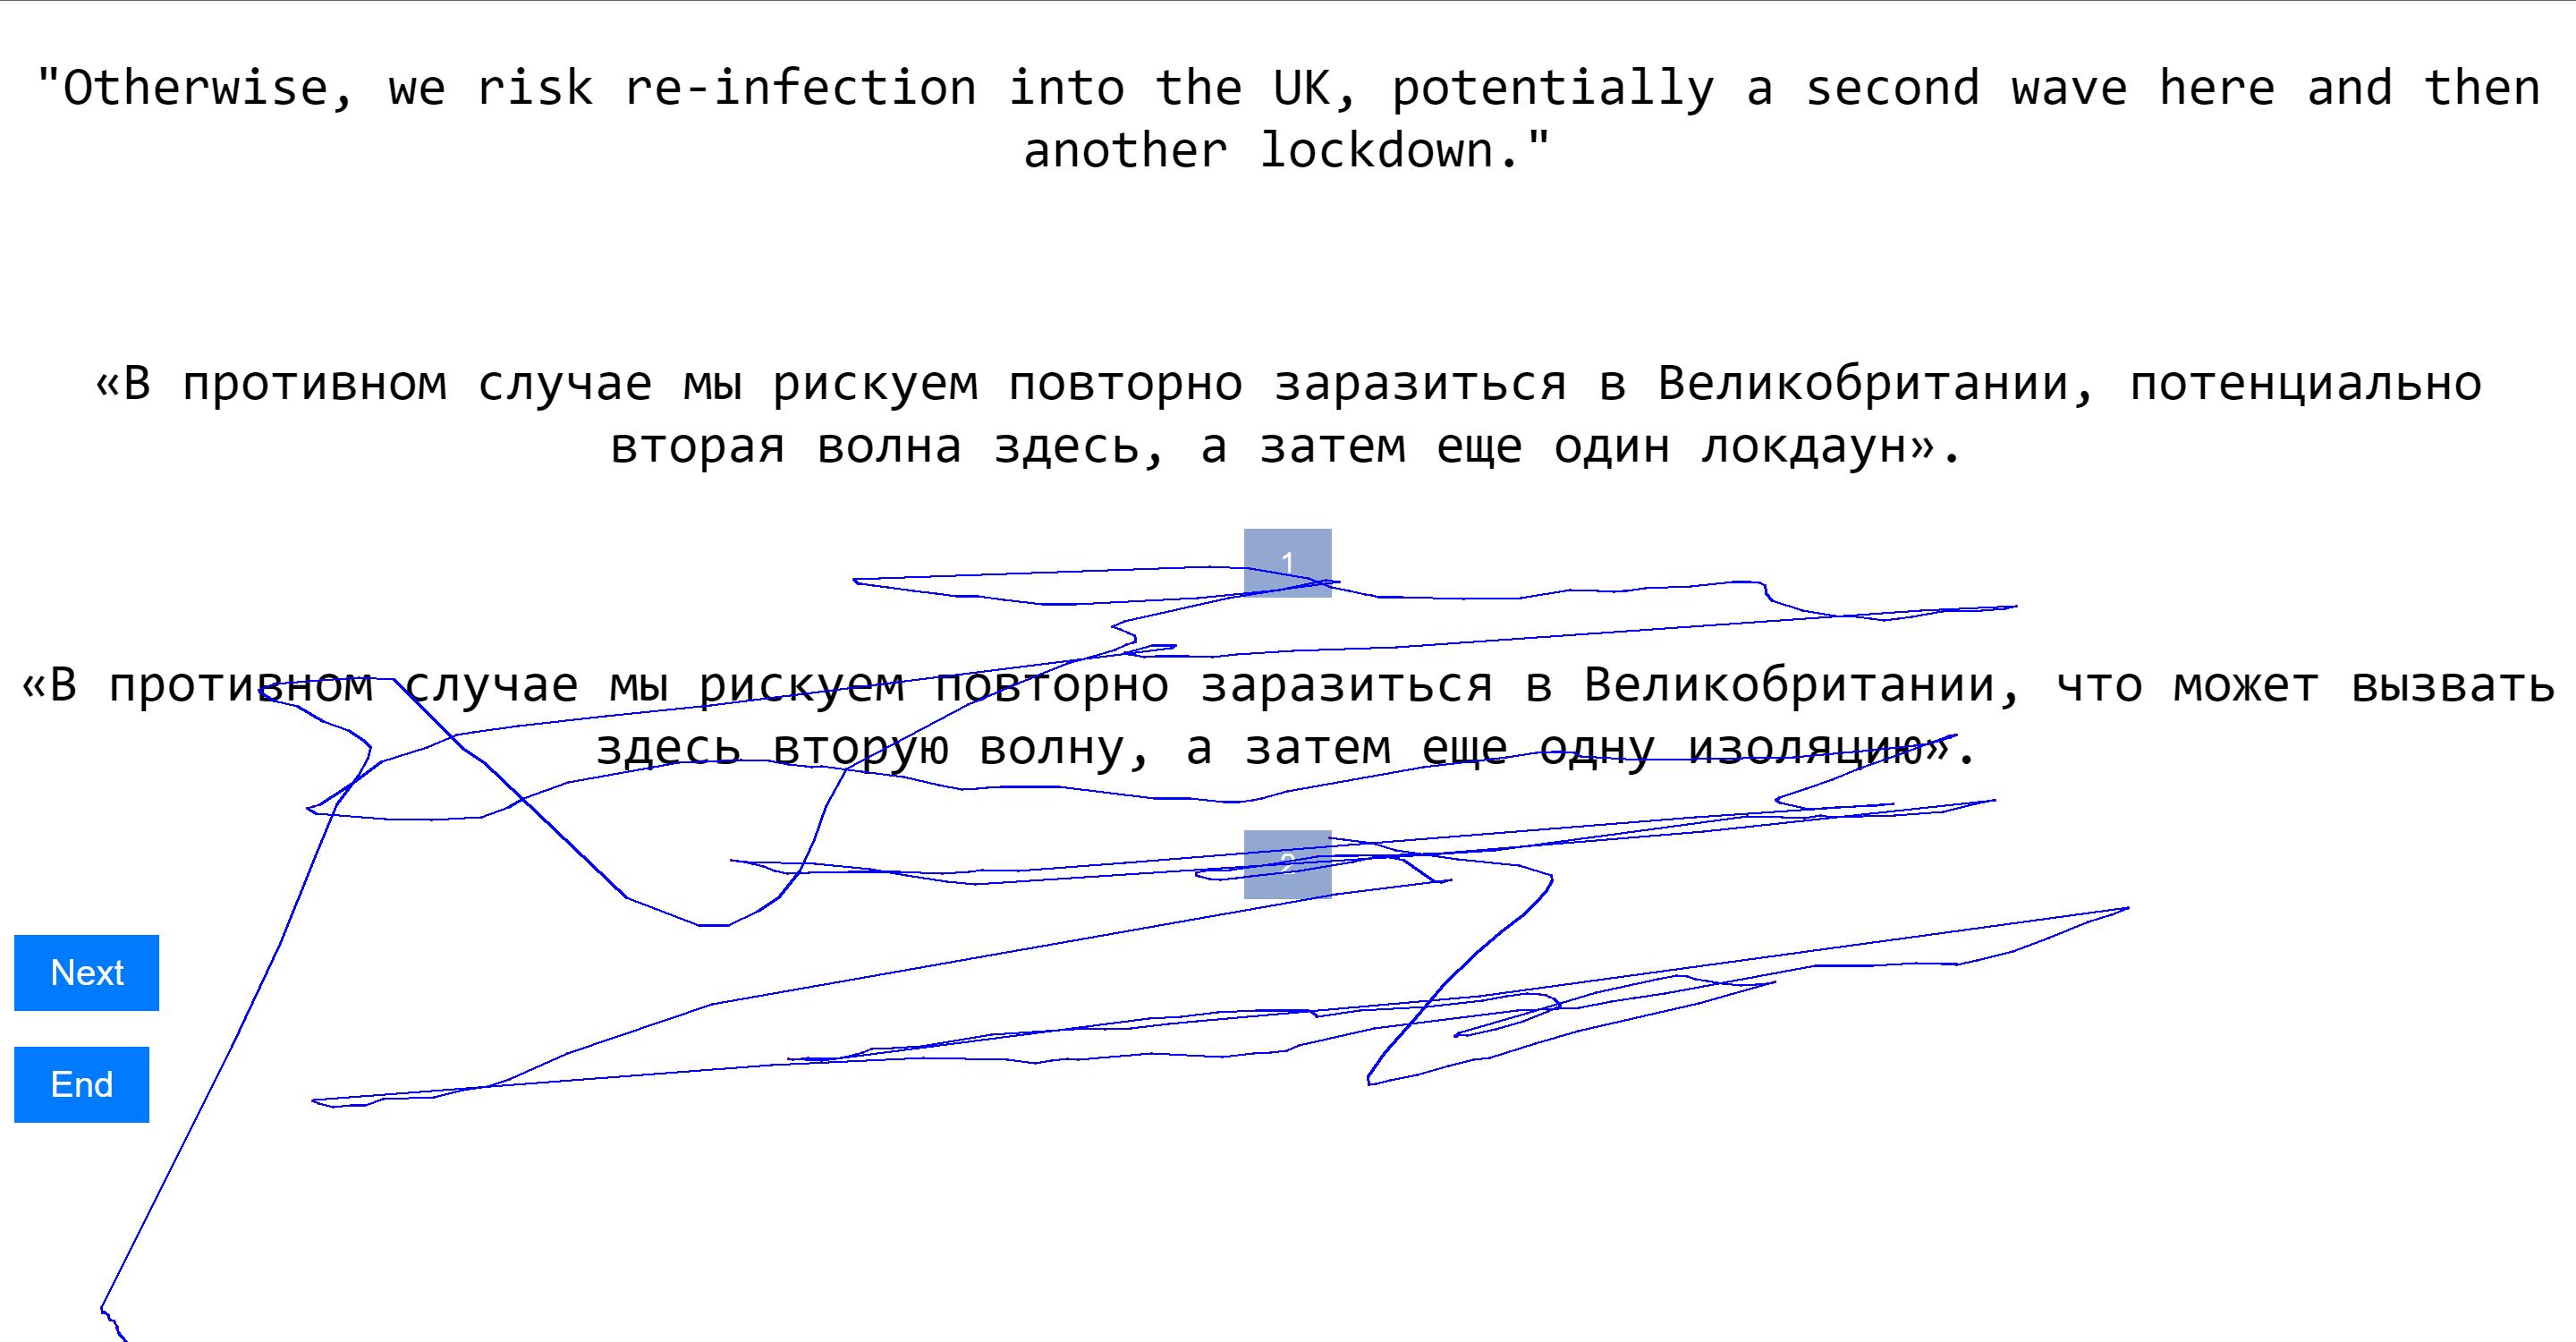 "Otherwise, we risk re-infection into the UK, potentially a second wave here and then
another lockdown."
«В противном случае мы рискуем повторно заразиться в Великобритании, потенциально
вторая волна здесь, а затем еще один локдаун».
1
«В противном случае мы рискуем повторно заразиться в Великобритании, что может вызвать
здесь вторую волну, а затем еще одну изоляцию».
2
Next
End